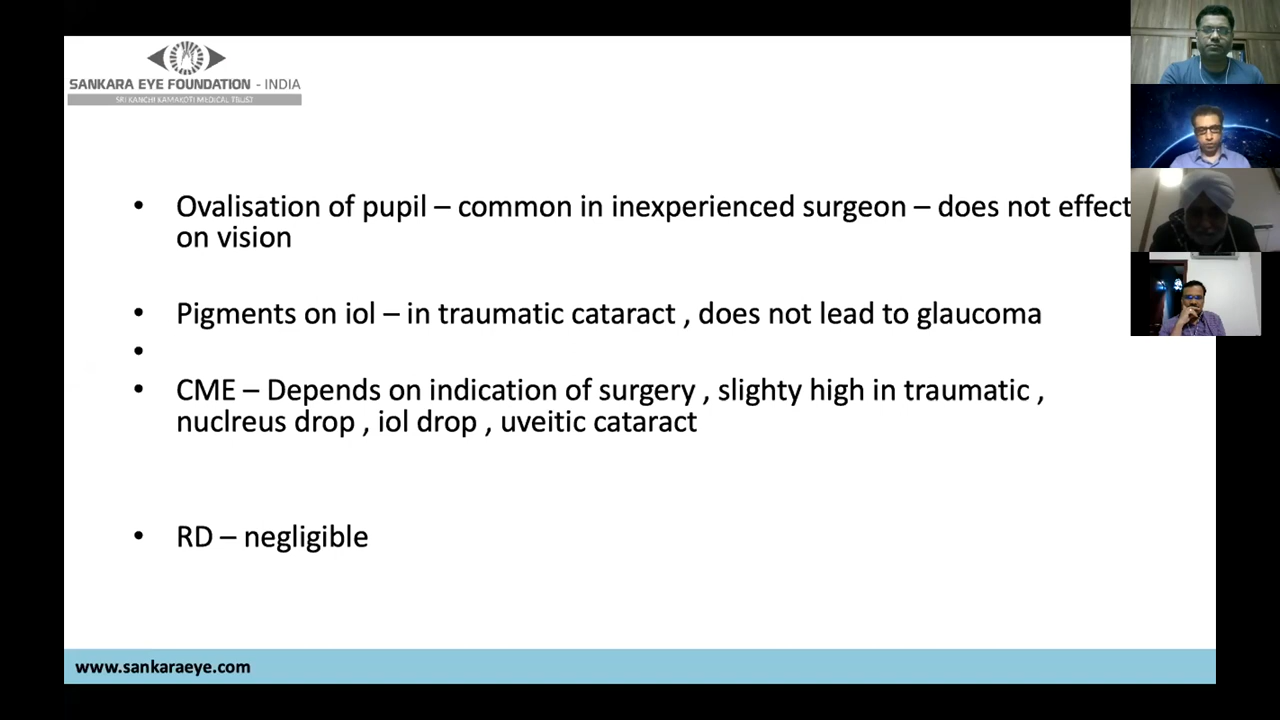 SANKARA EYE FOUNDATION - INDIA
SRI KANCHI KAMAKOTI MEDICAL TRUST
• Ovalisation of pupil – common in inexperienced surgeon – does not effect
on vision
• Pigments on iol – in traumatic cataract , does not lead to glaucoma
•
• CME – Depends on indication of surgery , slighty high in traumatic ,
nuclreus drop , iol drop , uveitic cataract
• RD – negligible
www.sankaraeye.com